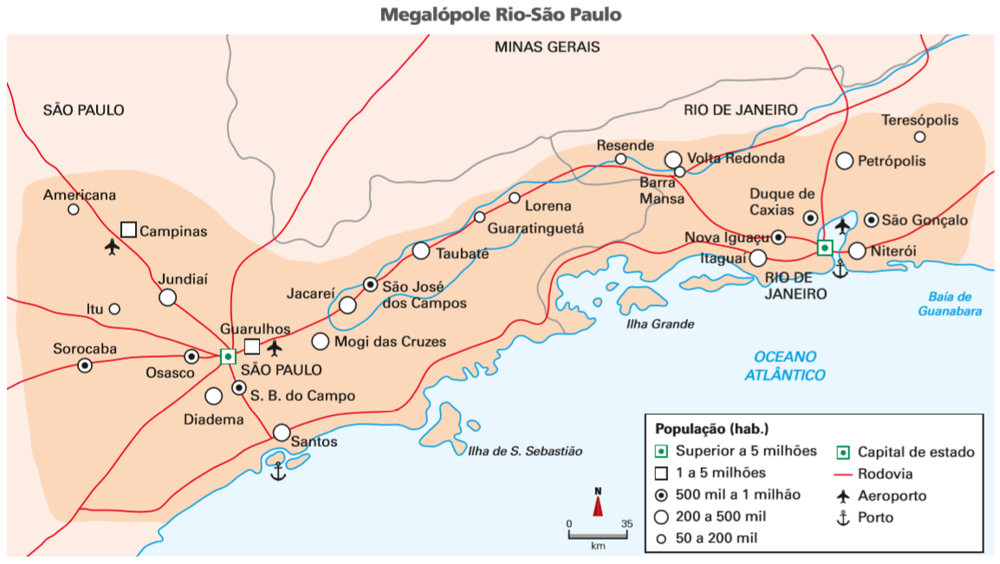 Megalópole Rio-São Paulo
MINAS GERAIS
SÃO PAULO
RIO DE JANEIRO
Teresópolis
Resende
Volta Redonda
Petrópolis
Barra
Mansa
Americana
Duque de
Caxias
Lorena
São Gonçalo
Campinas
Guaratinguetá
Nova Iguaçu
Taubaté
Itaguaí
Niterói
Jundiaí
RIO DE
JANEIRO
Jacareí
São José
dos Campos
Baía de
Guanabara
Itu
Ilha Grande
Guarulhos
Mogi das Cruzes
Sorocaba
OCEANO
ATLÂNTICO
Osasco
SÃO PAULO
S. B. do Campo
Diadema
Santos
Ilha de S. Sebastião
População (hab.)
Superior a 5 milhões
Capital de estado
1 a 5 milhões
Rodovia
500 mil a 1 milhão
Aeroporto
200 a 500 mil
Porto
50 a 200 mil
N
0 35
km